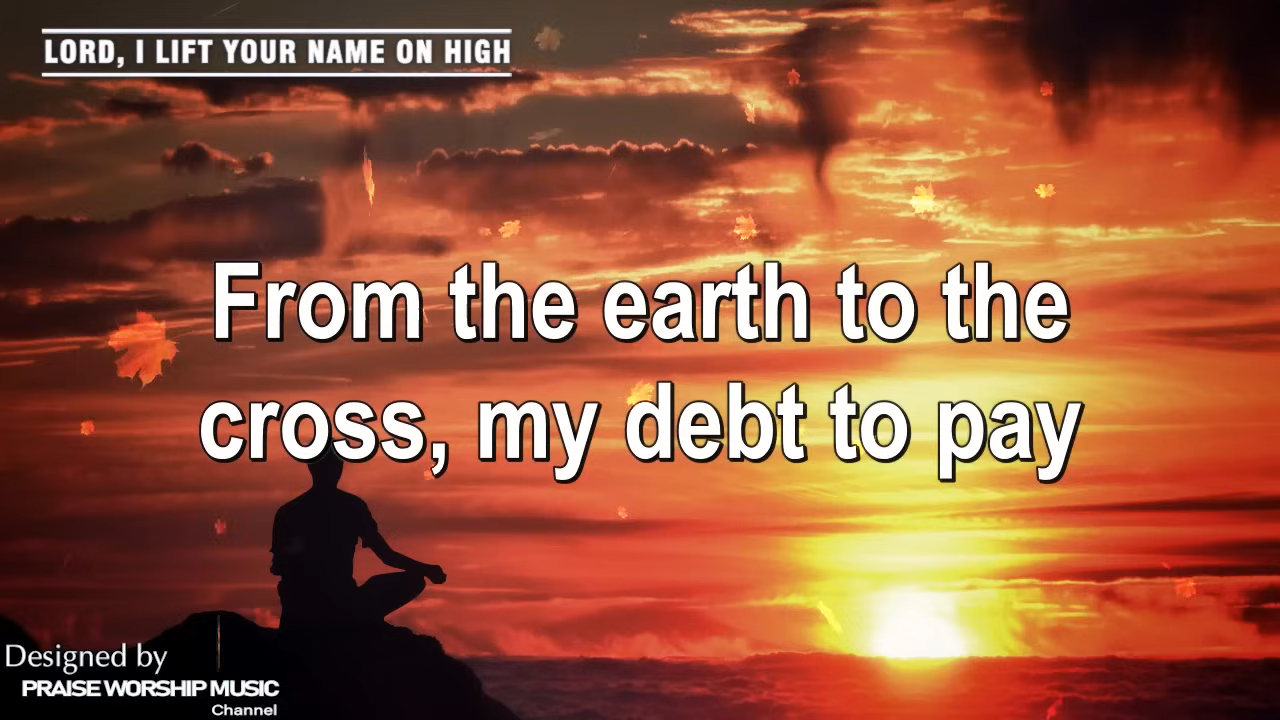 LORD, I LIFT YOUR NAME ON HIGH
From the earth to the
cross, my debt to pay
Designed by
PRAISE WORSHIP MUSIC
Channel